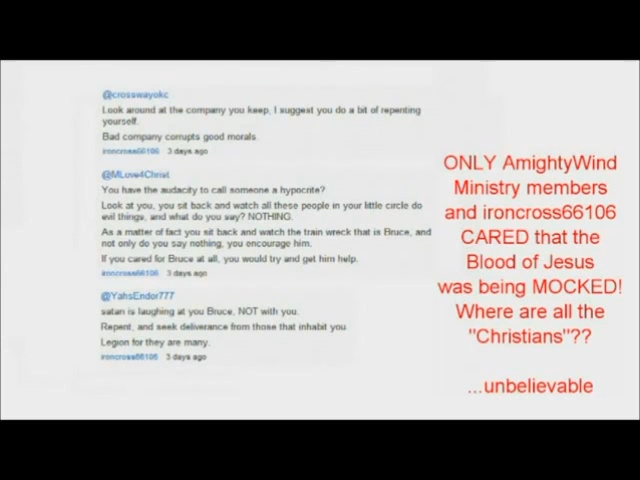 @crosswayokc
Look around at the company you keep, I suggest you do a bit of repenting
yourself.
Bad company corrupts good morals.
ironcross66106 3 days ago
@MLove4Christ
You have the audacity to call someone a hypocrite?
Look at you, you sit back and watch all these people in your little circle do
evil things, and what do you say? NOTHING.
As a matter of fact you sit back and watch the train wreck that is Bruce, and
not only do you say nothing, you encourage him.
If you cared for Bruce at all, you would try and get him help.
ironcross66106 3 days ago
@YahsEndor777
satan is laughing at you Bruce, NOT with you.
Repent, and seek deliverance from those that inhabit you
Legion for they are many.
ironcross66106 3 days ago
ONLY AmightyWind
Ministry members
and ironcross66106
CARED that the
Blood of Jesus
was being MOCKED!
Where are all the
"Christians"??
...unbelievable